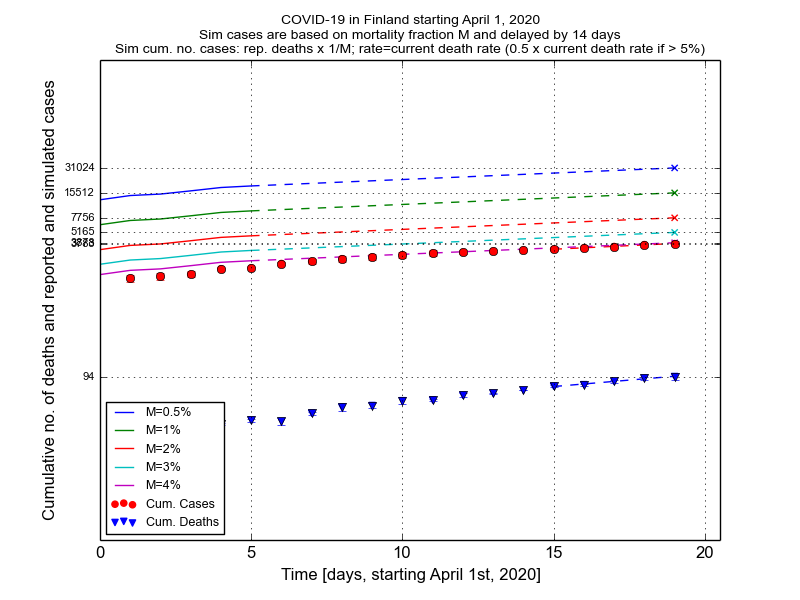 COVID-19 in Finland starting April 1, 2020
Sim cases are based on mortality fraction M and delayed by 14 days
Sim cum. no. cases: rep. deaths x 1/M; rate=current death rate (0.5 x current death rate if > 5%)
Cumulative no. of deaths and reported and simulated cases
31024
15512
7756
5165
94
M=0.5%
M=1%
M=2%
M=3%
M=4%
Cum. Cases
Cum. Deaths
0
5
10
15
20
Time [days, starting April 1st, 2020]